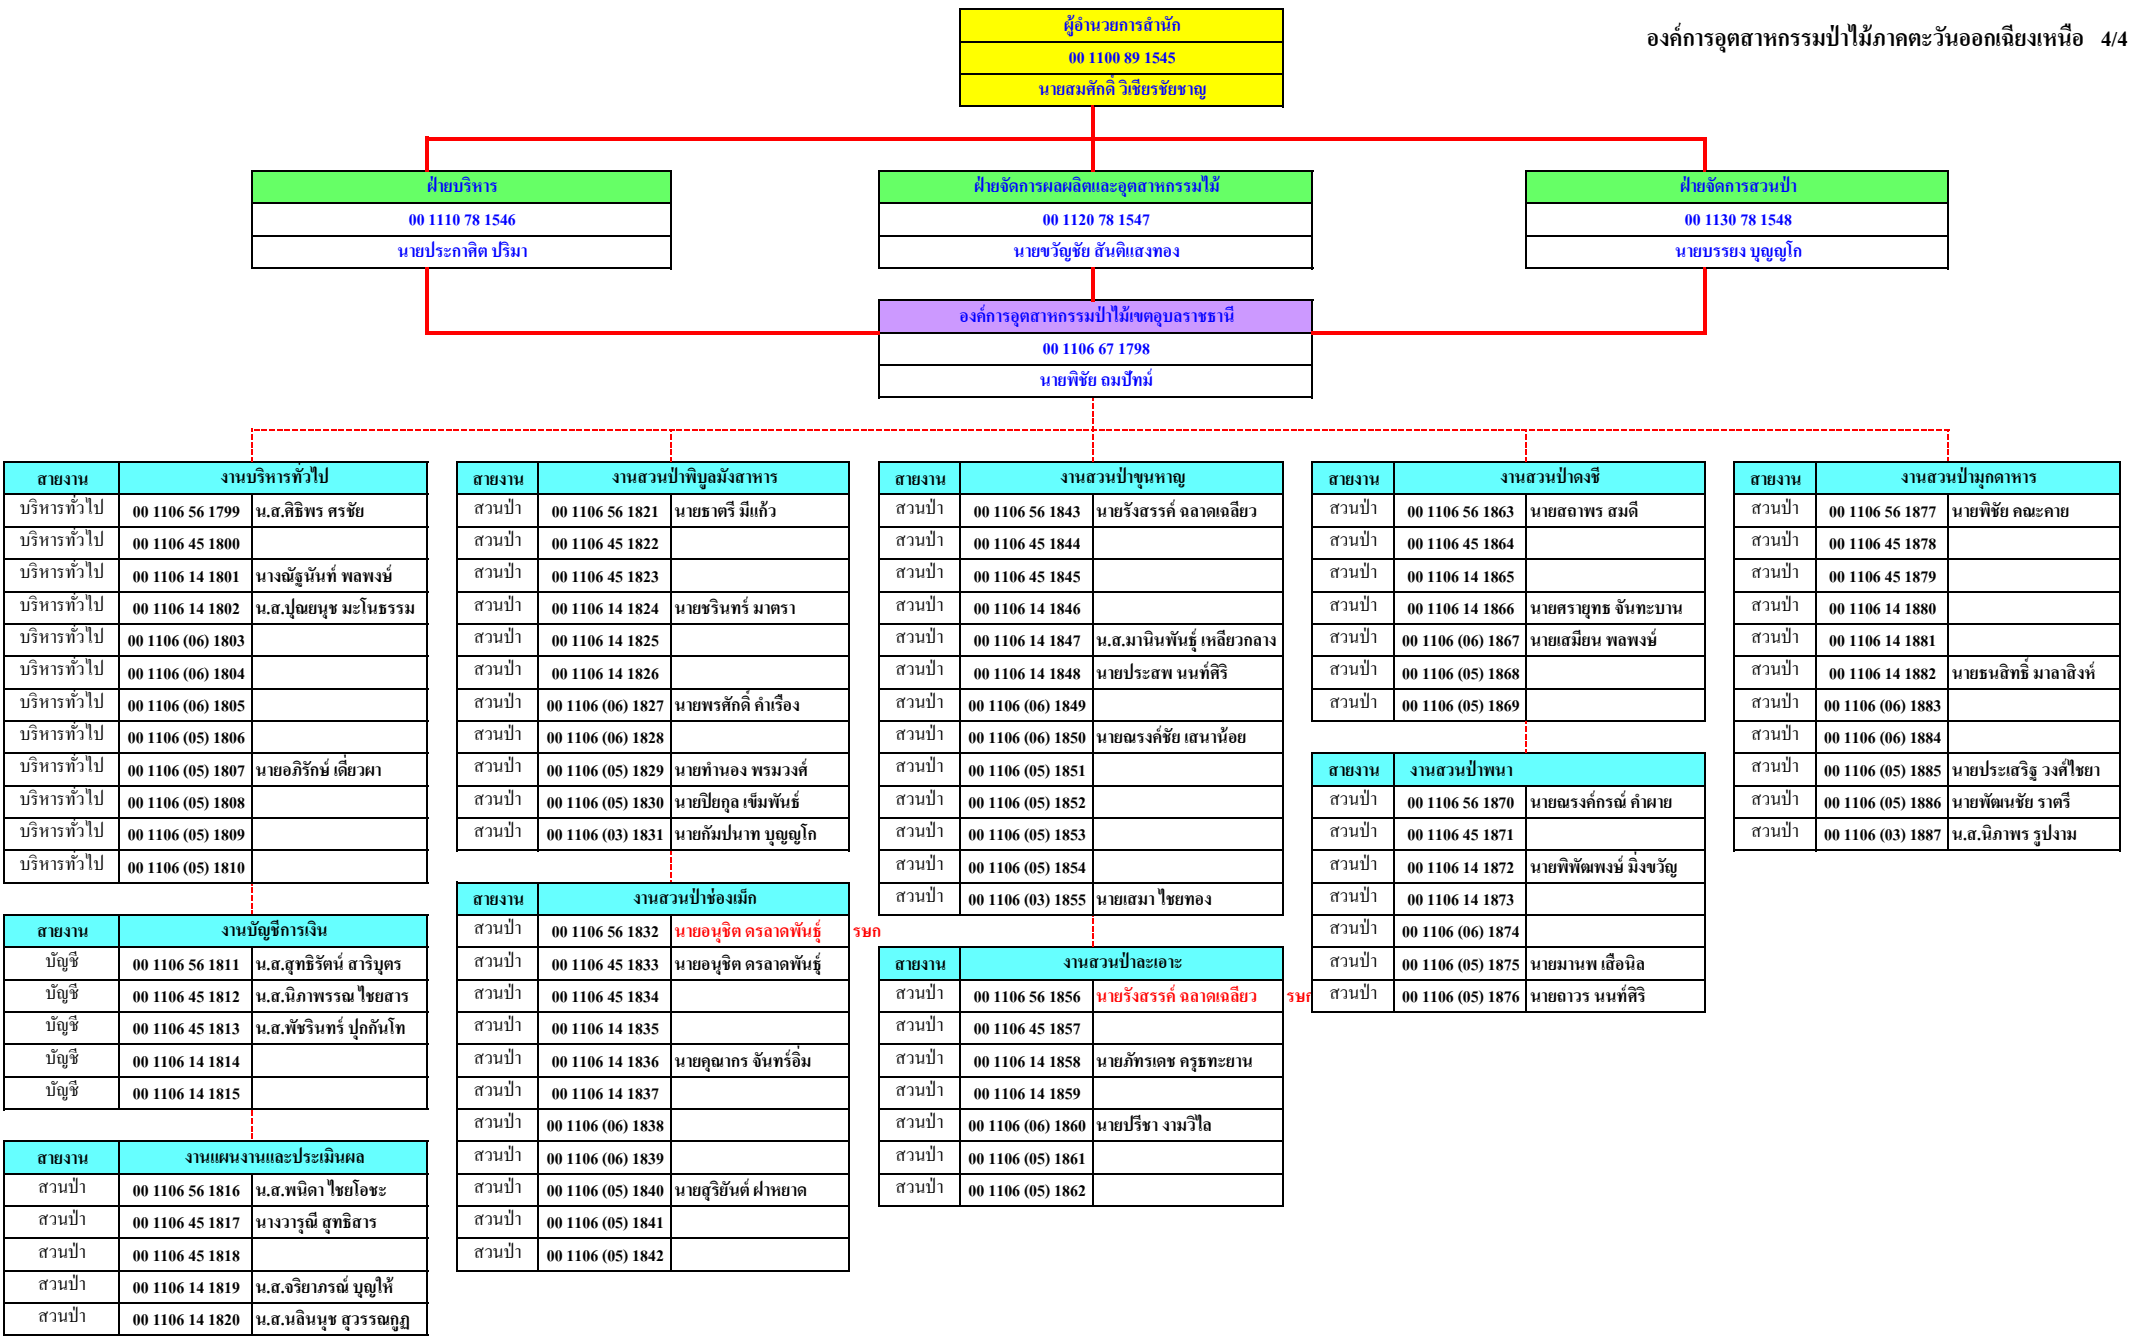 องค์การอุตสาหกรรมป่าไม้ภาคตะวันออกเฉียงเหนือ 4/4
ผู้อำนวยการสำนัก
00 1100 89 1545
นายสมศักดิ์ วิเชียรชัยชาญ
ฝ่ายบริหาร
00 1110 78 1546
นายประกาศิต ปริมา
ฝ่ายจัดการผลผลิตและอุตสาหกรรมไม้
00 1120 78 1547
นายขวัญชัย สันติแสงทอง
ฝ่ายจัดการสวนป่า
00 1130 78 1548
นายบรรยง บุญญโก
องค์การอุตสาหกรรมป่าไม้เขตอุบลราชธานี
00 1106 67 1798
นายพิชัย ถมปัทม์
สายงาน งานบริหารทั่วไป
บริหารทั่วไป 00 1106 56 1799 น.ส.ศิธิพร ศรชัย
บริหารทั่วไป 00 1106 45 1800
บริหารทั่วไป 00 1106 14 1801 นางณัฐนันท์ พลพงษ์
บริหารทั่วไป 00 1106 14 1802 น.ส.ปุณยนุช มะโนธรรม
บริหารทั่วไป 00 1106 (06) 1803
บริหารทั่วไป 00 1106 (06) 1804
บริหารทั่วไป 00 1106 (06) 1805
บริหารทั่วไป 00 1106 (05) 1806
บริหารทั่วไป 00 1106 (05) 1807 นายอภิรักษ์ เดี่ยวผา
บริหารทั่วไป 00 1106 (05) 1808
บริหารทั่วไป 00 1106 (05) 1809
บริหารทั่วไป 00 1106 (05) 1810
สายงาน งานบัญชีการเงิน
บัญชี 00 1106 56 1811 น.ส.สุทธิรัตน์ สาริบุตร
บัญชี 00 1106 45 1812 น.ส.นิภาพรรณ ไชยสาร
บัญชี 00 1106 45 1813 น.ส.พัชรินทร์ ปุกกันโท
บัญชี 00 1106 14 1814
บัญชี 00 1106 14 1815
สายงาน งานแผนงานและประเมินผล
สวนป่า 00 1106 56 1816 น.ส.พนิดา ไชยโอชะ
สวนป่า 00 1106 45 1817 นางวารุณี สุทธิสาร
สวนป่า 00 1106 45 1818
สวนป่า 00 1106 14 1819 น.ส.จริยาภรณ์ บุญให้
สวนป่า 00 1106 14 1820 น.ส.นลินนุช สุวรรณกูฏ
สายงาน งานสวนป่าพิบูลมังสาหาร
สวนป่า 00 1106 56 1821 นายธาตรี มีแก้ว
สวนป่า 00 1106 45 1822
สวนป่า 00 1106 45 1823
สวนป่า 00 1106 14 1824 นายชรินทร์ มาตรา
สวนป่า 00 1106 14 1825
สวนป่า 00 1106 14 1826
สวนป่า 00 1106 (06) 1827 นายพรศักดิ์ คำเรือง
สวนป่า 00 1106 (06) 1828
สวนป่า 00 1106 (05) 1829 นายทำนอง พรมวงศ์
สวนป่า 00 1106 (05) 1830 นายปิยกุล เข็มพันธ์
สวนป่า 00 1106 (03) 1831 นายกัมปนาท บุญญโก
สายงาน งานสวนป่าช่องเม็ก
สวนป่า 00 1106 56 1832 นายอนุชิต ดรลาดพันธุ์ รษก
สวนป่า 00 1106 45 1833 นายอนุชิต ดรลาดพันธุ์
สวนป่า 00 1106 45 1834
สวนป่า 00 1106 14 1835
สวนป่า 00 1106 14 1836 นายคุณากร จันทร์อิ่ม
สวนป่า 00 1106 14 1837
สวนป่า 00 1106 (06) 1838
สวนป่า 00 1106 (06) 1839
สวนป่า 00 1106 (05) 1840 นายสุริยันต์ ฝาหยาด
สวนป่า 00 1106 (05) 1841
สวนป่า 00 1106 (05) 1842
สายงาน งานสวนป่าขุนหาญ
สวนป่า 00 1106 56 1843 นายรังสรรค์ ฉลาดเฉลียว
สวนป่า 00 1106 45 1844
สวนป่า 00 1106 45 1845
สวนป่า 00 1106 14 1846
สวนป่า 00 1106 14 1847 น.ส.มานินพันธุ์ เหลียวกลาง
สวนป่า 00 1106 14 1848 นายประสพ นนท์ศิริ
สวนป่า 00 1106 (06) 1849
สวนป่า 00 1106 (06) 1850 นายณรงค์ชัย เสนาน้อย
สวนป่า 00 1106 (05) 1851
สวนป่า 00 1106 (05) 1852
สวนป่า 00 1106 (05) 1853
สวนป่า 00 1106 (05) 1854
สวนป่า 00 1106 (03) 1855 นายเสมา ไชยทอง
สายงาน งานสวนป่าละเอาะ
สวนป่า 00 1106 56 1856 นายรังสรรค์ ฉลาดเฉลียว รษก
สวนป่า 00 1106 45 1857
สวนป่า 00 1106 14 1858 นายภัทรเดช ครุธทะยาน
สวนป่า 00 1106 14 1859
สวนป่า 00 1106 (06) 1860 นายปรีชา งามวิไล
สวนป่า 00 1106 (05) 1861
สวนป่า 00 1106 (05) 1862
สายงาน งานสวนป่าดงชี
สวนป่า 00 1106 56 1863 นายสถาพร สมดี
สวนป่า 00 1106 45 1864
สวนป่า 00 1106 14 1865
สวนป่า 00 1106 14 1866 นายศรายุทธ จันทะบาน
สวนป่า 00 1106 (06) 1867 นายเสมียน พลพงษ์
สวนป่า 00 1106 (05) 1868
สวนป่า 00 1106 (05) 1869
สายงาน งานสวนป่าพนา
สวนป่า 00 1106 56 1870 นายณรงค์กรณ์ คำผาย
สวนป่า 00 1106 45 1871
สวนป่า 00 1106 14 1872 นายพิพัฒพงษ์ มิ่งขวัญ
สวนป่า 00 1106 14 1873
สวนป่า 00 1106 (06) 1874
สวนป่า 00 1106 (05) 1875 นายมานพ เสือนิล
สวนป่า 00 1106 (05) 1876 นายถาวร นนท์ศิริ
สายงาน งานสวนป่ามุกดาหาร
สวนป่า 00 1106 56 1877 นายพิชัย คณะคาย
สวนป่า 00 1106 45 1878
สวนป่า 00 1106 45 1879
สวนป่า 00 1106 14 1880
สวนป่า 00 1106 14 1881
สวนป่า 00 1106 14 1882 นายธนสิทธิ์ มาลาสิงห์
สวนป่า 00 1106 (06) 1883
สวนป่า 00 1106 (06) 1884
สวนป่า 00 1106 (05) 1885 นายประเสริฐ วงศ์ไชยา
สวนป่า 00 1106 (05) 1886 นายพัฒนชัย ราตรี
สวนป่า 00 1106 (03) 1887 น.ส.นิภาพร รูปงาม